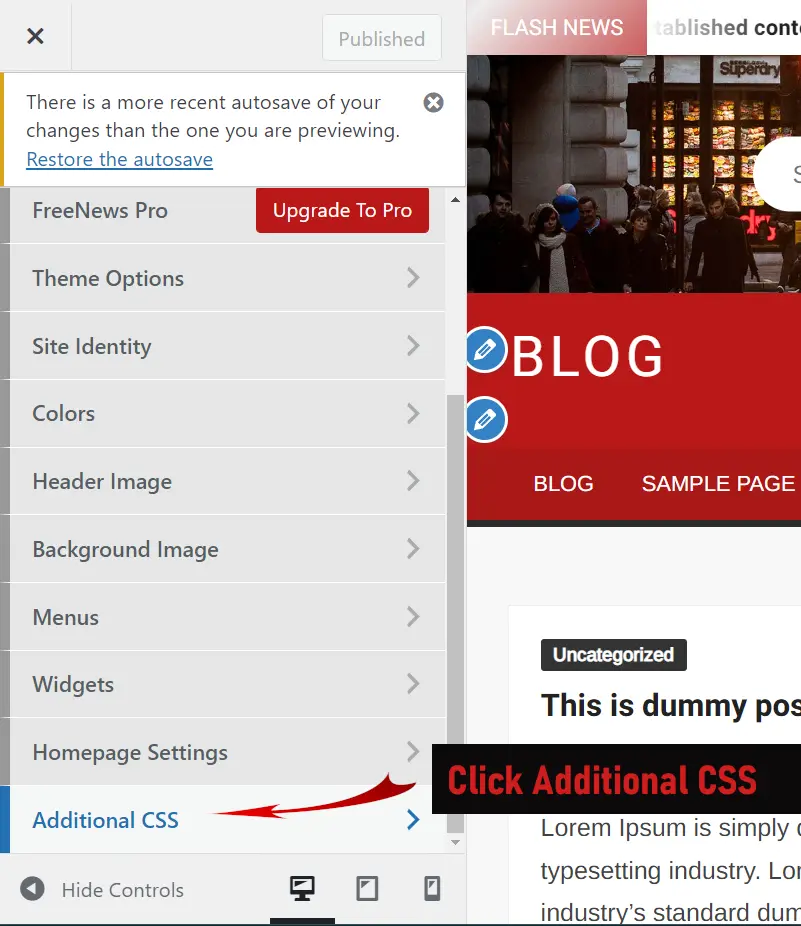 Published
There is a more recent autosave of your
changes than the one you are previewing.
Restore the autosave
FreeNews Pro
Upgrade To Pro
Theme Options
Site Identity
Colors
Header Image
Background Image
Menus
Widgets
Homepage Settings
Additional CSS
Hide Controls
FLASH NEWS
tablished conte
Superdry
S
dry
BLOG
BLOG SAMPLE PAGE
Uncategorized
This is dummy pos
Click Additional CSS
Lorem Ipsum is simply d
typesetting industry. Lor
industry’s standard dum